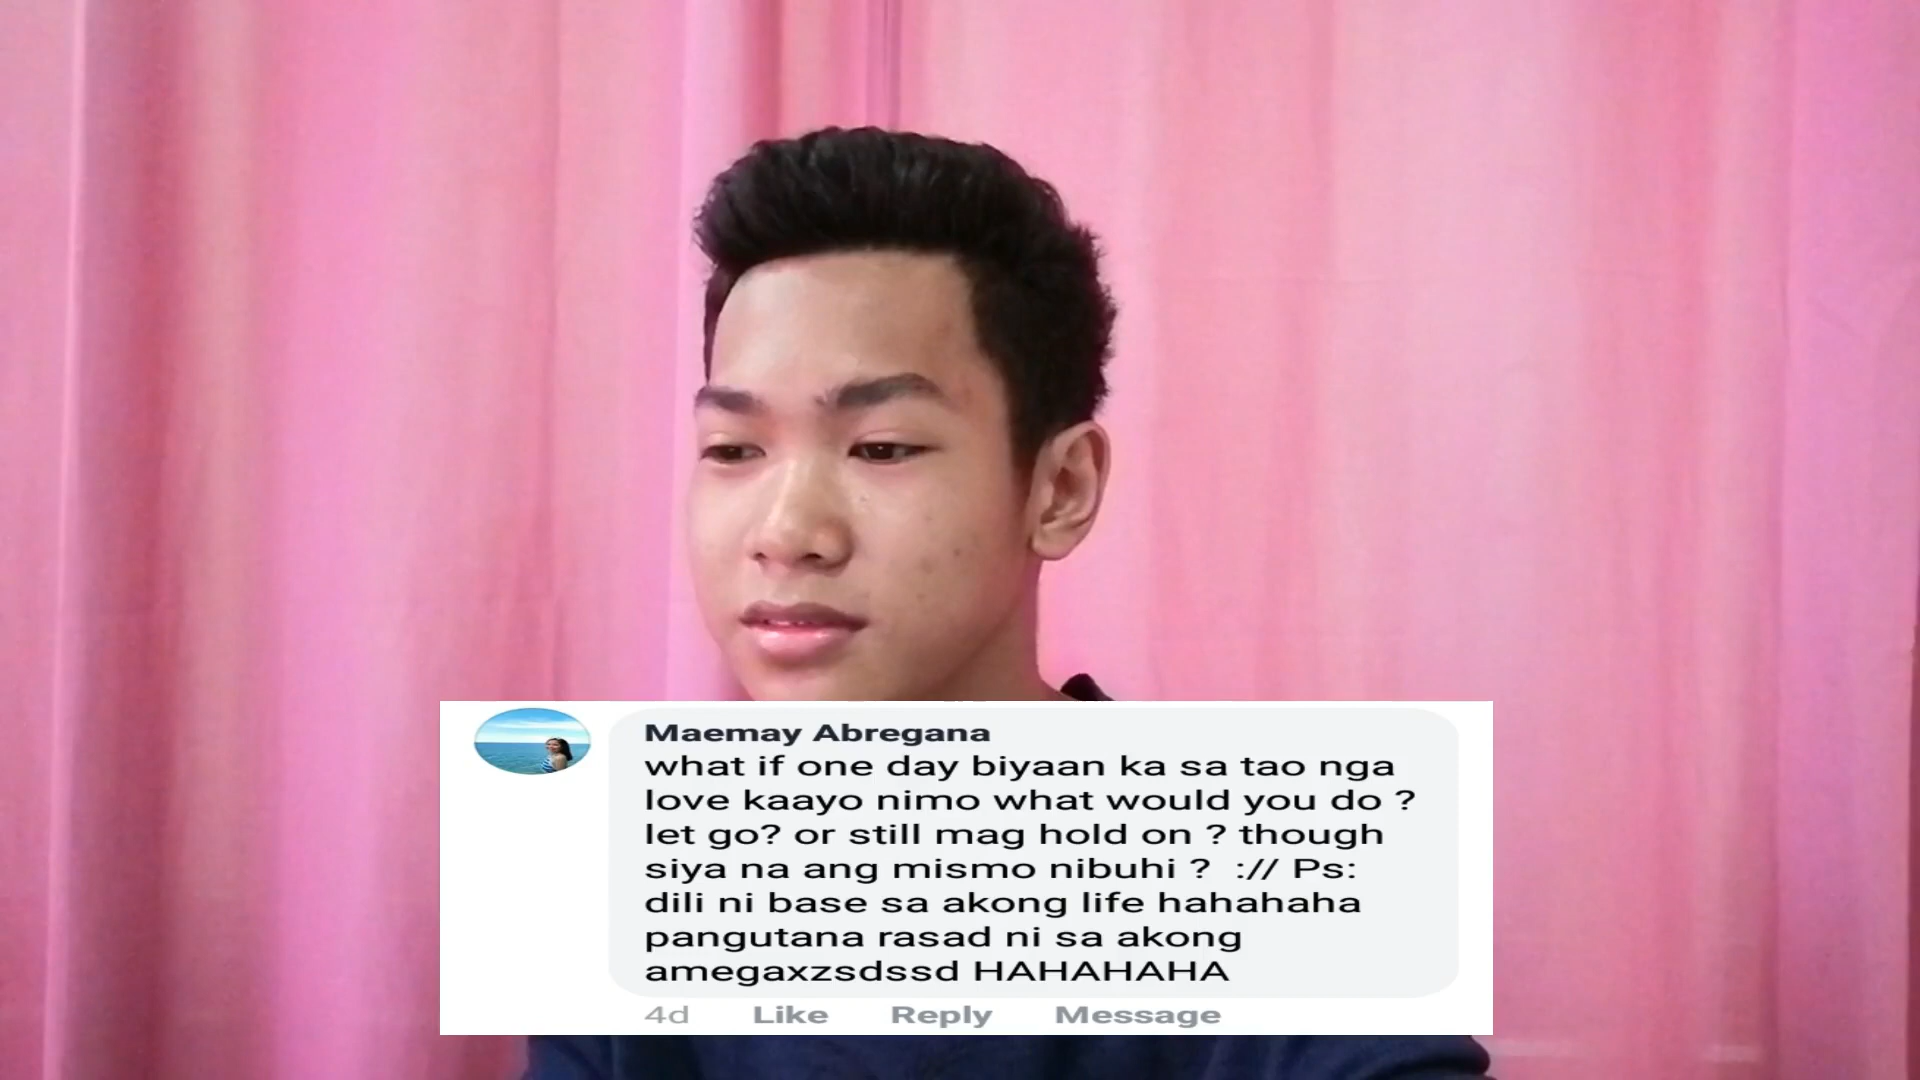 Maemay Abregana
what if one day biyaan ka sa tao nga
love kaayo nimo what would you do ?
let go? or still mag hold on ? though
siya na ang mismo nibuhi ?  :// Ps:
dili ni base sa akong life hahahaha
pangutana rasad ni sa akong
amegaxzsdssd HAHAHAHA
4d Like Reply Message